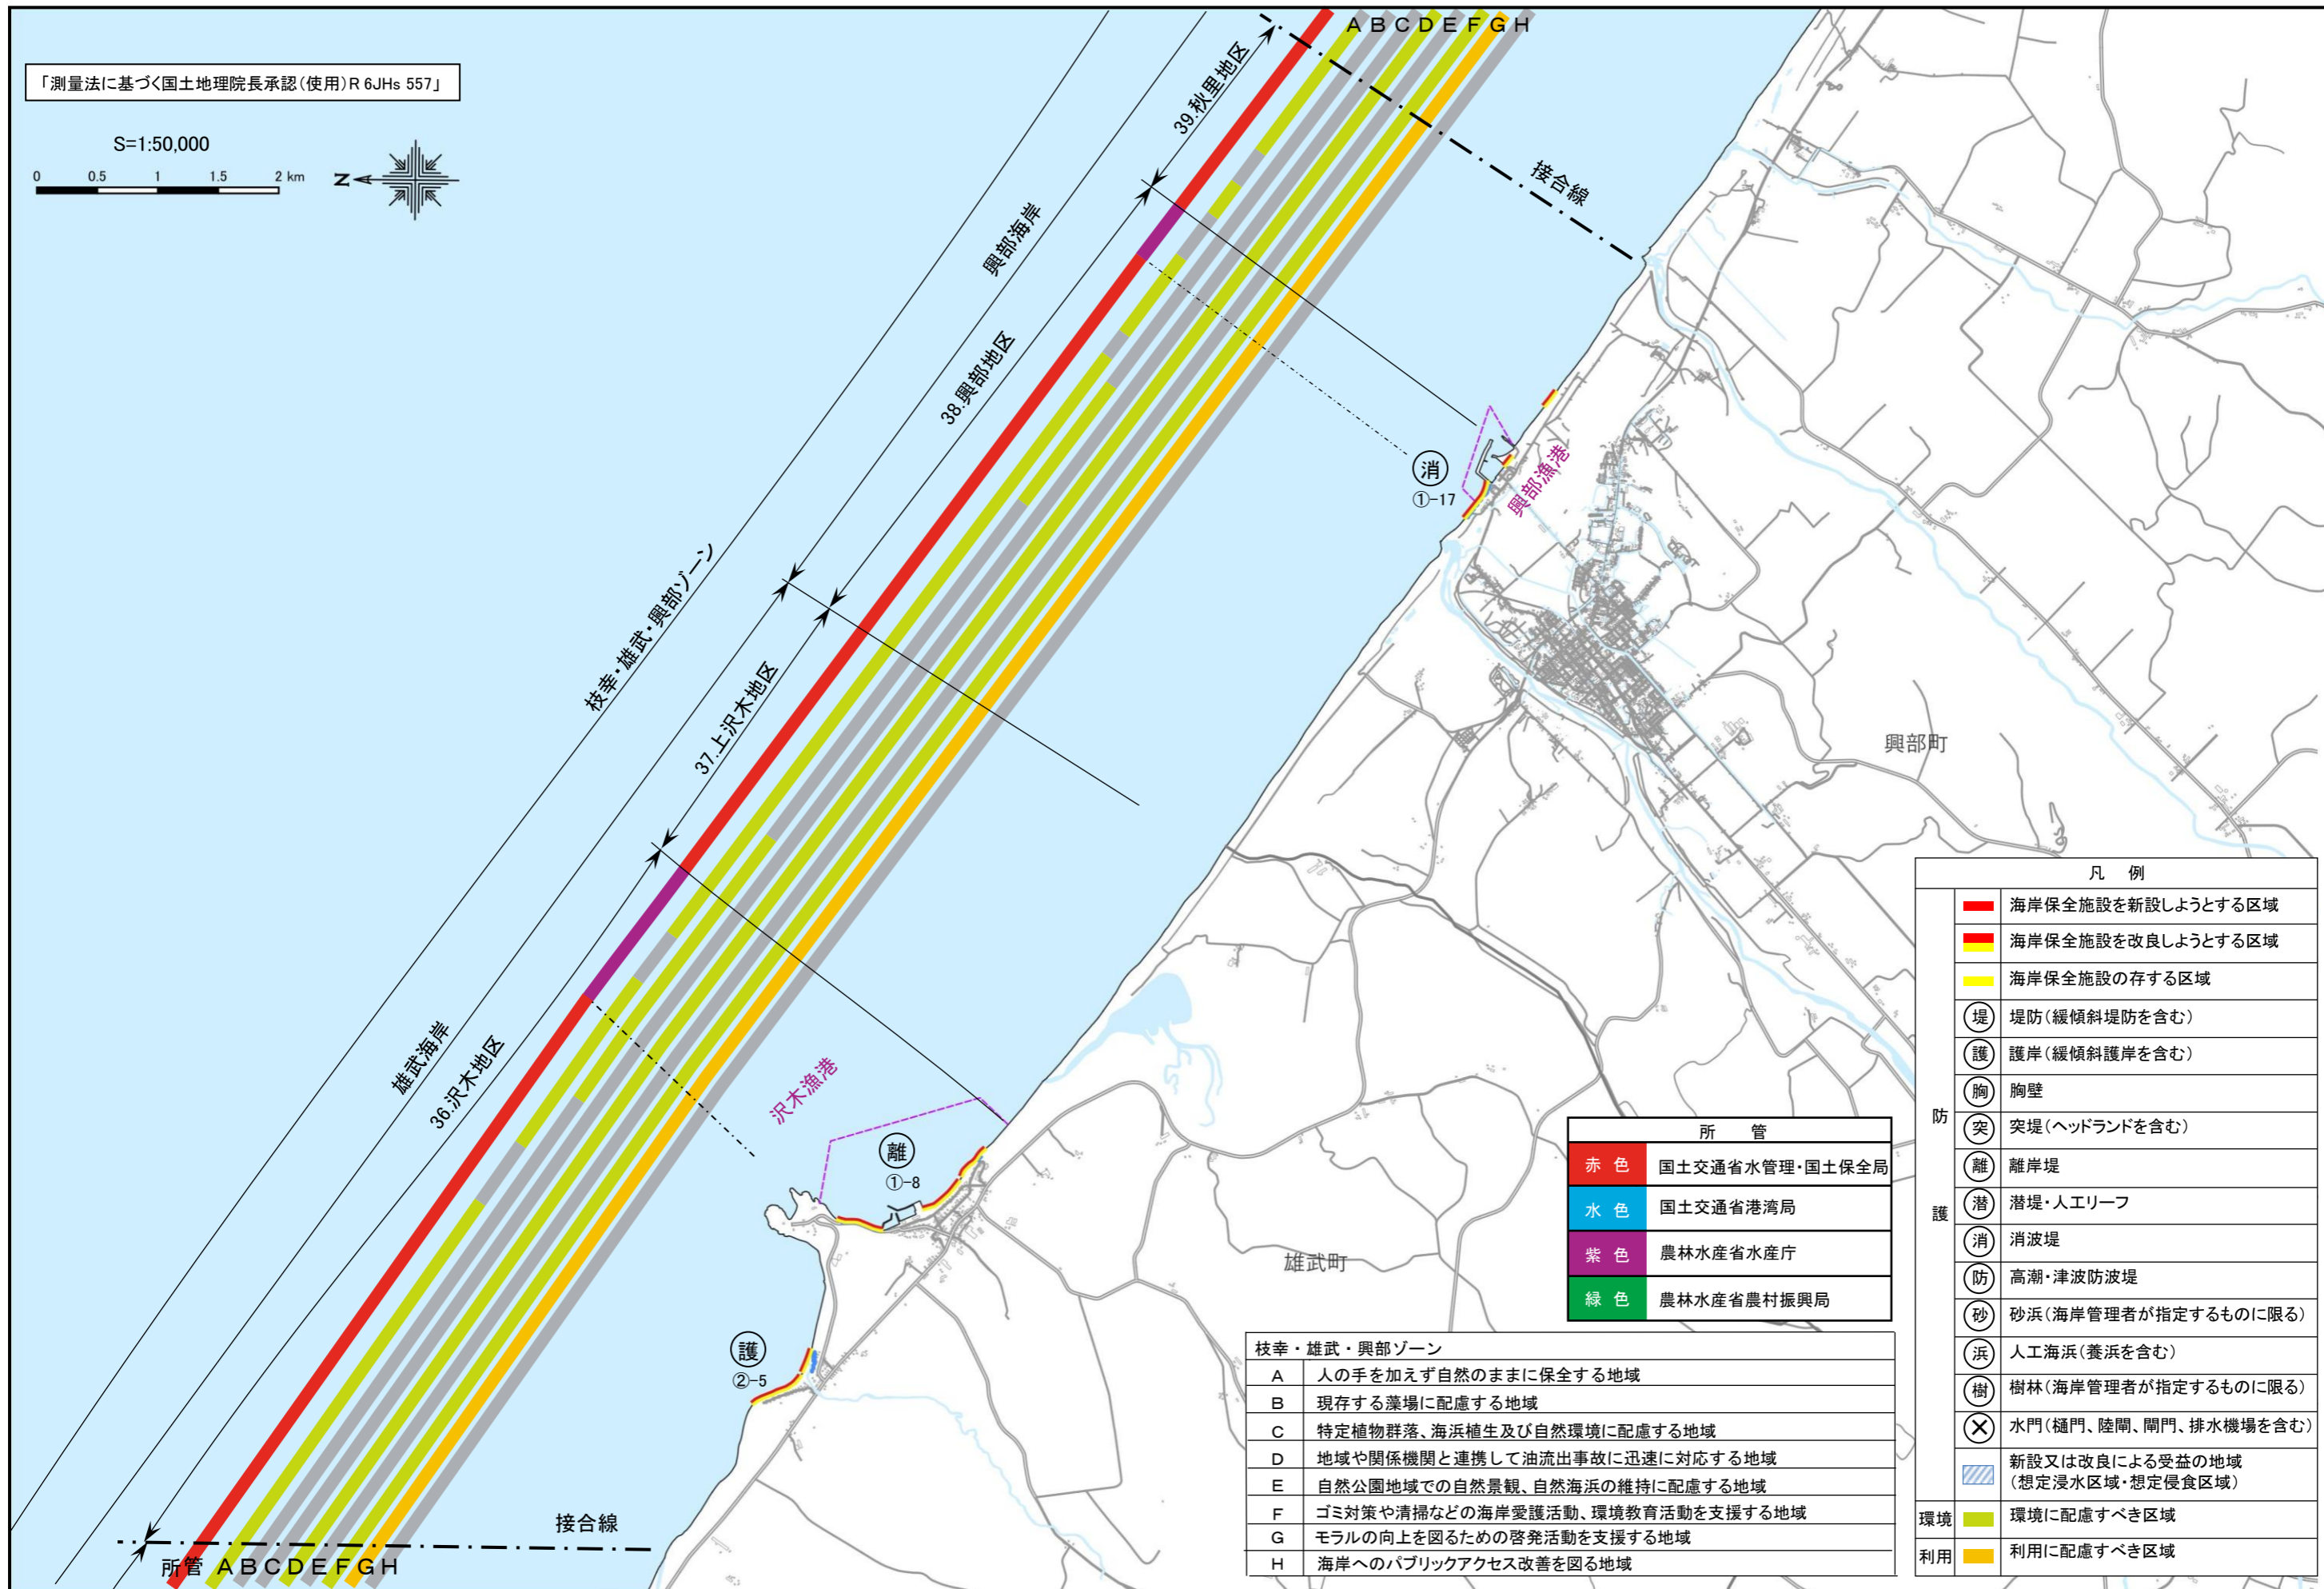 「測量法に基づく国土地理院長承認(使用)R 6JHs 557」
S=1:50,000
0 0.5 1 1.5 2 km
N
A B C D E F G H
39.秋里地区
接合線
興部海岸
38.興部地区
消
①-17
興部漁港
枝幸・雄武・興部ゾーン
37.上沢木地区
興部町
雄武海岸
36.沢木地区
沢木漁港
離
①-8
雄武町
護
②-5
接合線
所管 A B C D E F G H
所 管
赤 色 国土交通省水管理・国土保全局
水 色 国土交通省港湾局
紫 色 農林水産省水産庁
緑 色 農林水産省農村振興局
枝幸・雄武・興部ゾーン
A 人の手を加えず自然のままに保全する地域
B 現存する藻場に配慮する地域
C 特定植物群落、海浜植生及び自然環境に配慮する地域
D 地域や関係機関と連携して油流出事故に迅速に対応する地域
E 自然公園地域での自然景観、自然海浜の維持に配慮する地域
F ゴミ対策や清掃などの海岸愛護活動、環境教育活動を支援する地域
G モラルの向上を図るための啓発活動を支援する地域
H 海岸へのパブリックアクセス改善を図る地域
凡 例
防護
海岸保全施設を新設しようとする区域
海岸保全施設を改良しようとする区域
海岸保全施設の存する区域
堤 堤防(緩傾斜堤防を含む)
護 護岸(緩傾斜護岸を含む)
胸 胸壁
突 突堤(ヘッドランドを含む)
離 離岸堤
潜 潜堤・人工リーフ
消 消波堤
防 高潮・津波防波堤
砂 砂浜(海岸管理者が指定するものに限る)
浜 人工海浜(養浜を含む)
樹 樹林(海岸管理者が指定するものに限る)
水門(樋門、陸閘、閘門、排水機場を含む)
新設又は改良による受益の地域
(想定浸水区域・想定侵食区域)
環境 環境に配慮すべき区域
利用 利用に配慮すべき区域